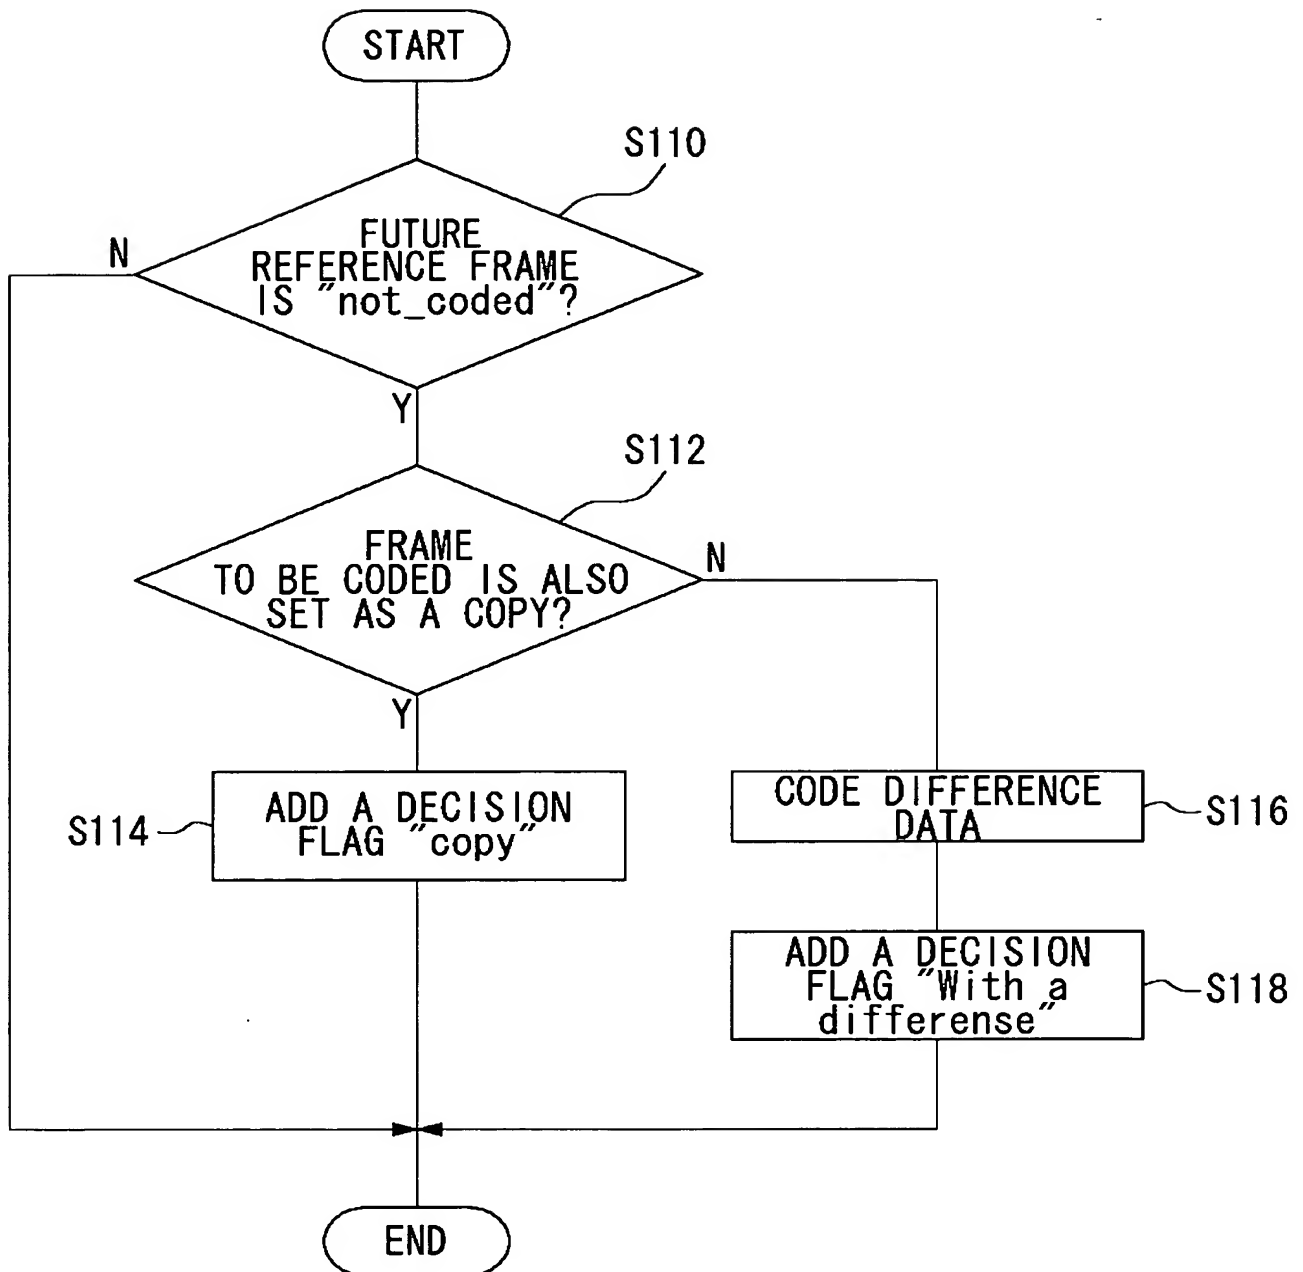 START
S110
FUTURE
REFERENCE FRAME
IS "not_coded"?
N
Y
S112
FRAME
TO BE CODED IS ALSO
SET AS A COPY?
N
Y
S114
ADD A DECISION
FLAG "copy"
CODE DIFFERENCE
DATA
S116
ADD A DECISION
FLAG "With a
differense"
S118
END